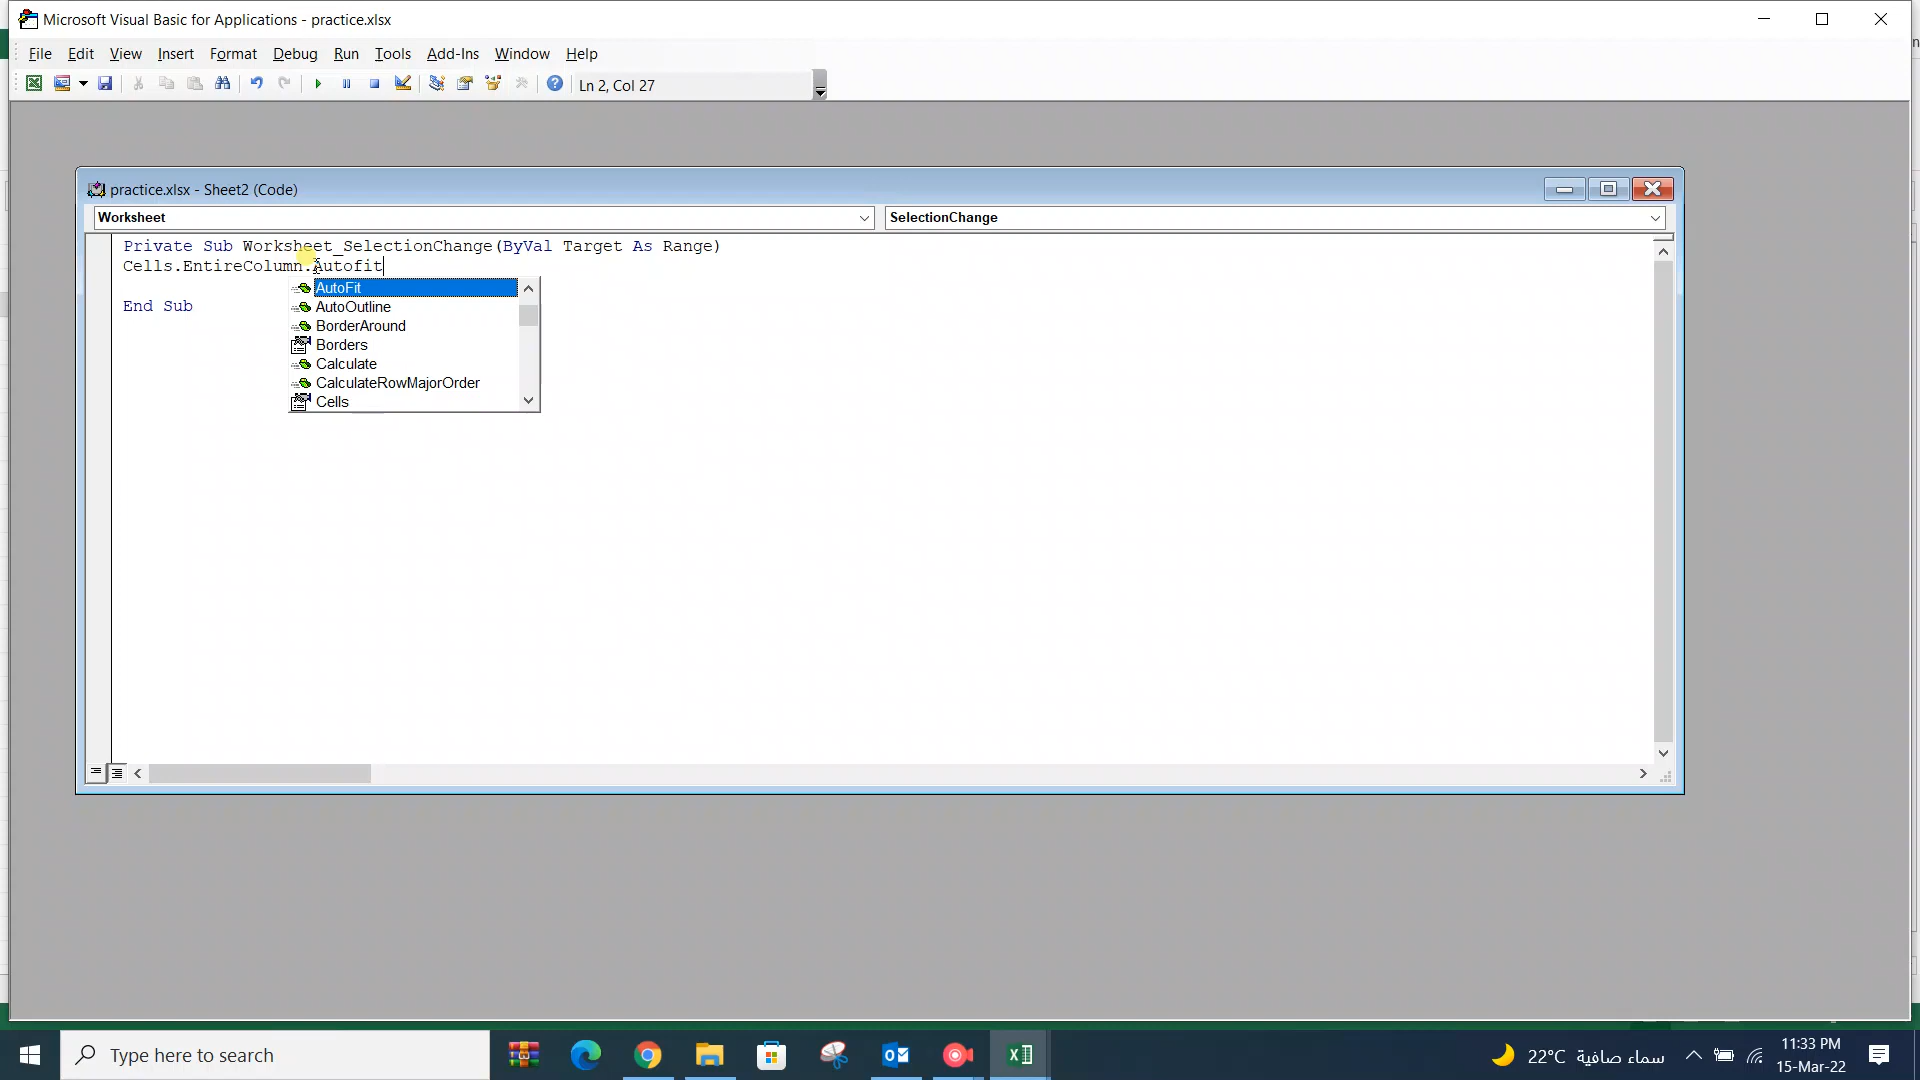 Microsoft Visual Basic for Applications - practice.xlsx
File Edit View Insert Format Debug Run Tools Add-Ins Window Help
Ln 2, Col 27
practice.xlsx - Sheet2 (Code)
Worksheet
SelectionChange
Private Sub Worksheet_SelectionChange(ByVal Target As Range)
Cells.EntireColumn.Autofit
End Sub
AutoFit
AutoOutline
BorderAround
Borders
Calculate
CalculateRowMajorOrder
Cells
Type here to search
22°C سماء صافية
11:33 PM
15-Mar-22